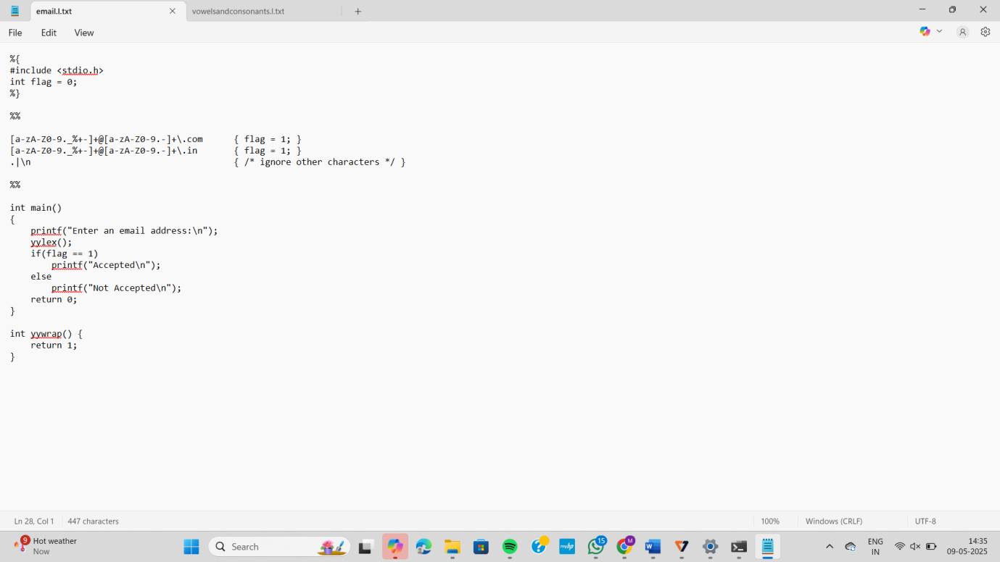 email.l.txt
vowelsandconsonants.l.txt
File Edit View
%{
#include <stdio.h>
int flag = 0;
%}
%%
[a-zA-Z0-9._%+-]+@[a-zA-Z0-9.-]+\.com { flag = 1; }
[a-zA-Z0-9._%+-]+@[a-zA-Z0-9.-]+\.in { flag = 1; }
.|\n { /* ignore other characters */ }
%%
int main()
{
    printf("Enter an email address:\n");
    yylex();
    if(flag == 1)
        printf("Accepted\n");
    else
        printf("Not Accepted\n");
    return 0;
}
int yywrap() {
    return 1;
}
Ln 28, Col 1 447 characters 100% Windows (CRLF) UTF-8
9
Hot weather
Now
Search
myhp
15
M
W
ENG
IN
14:35
09-05-2025